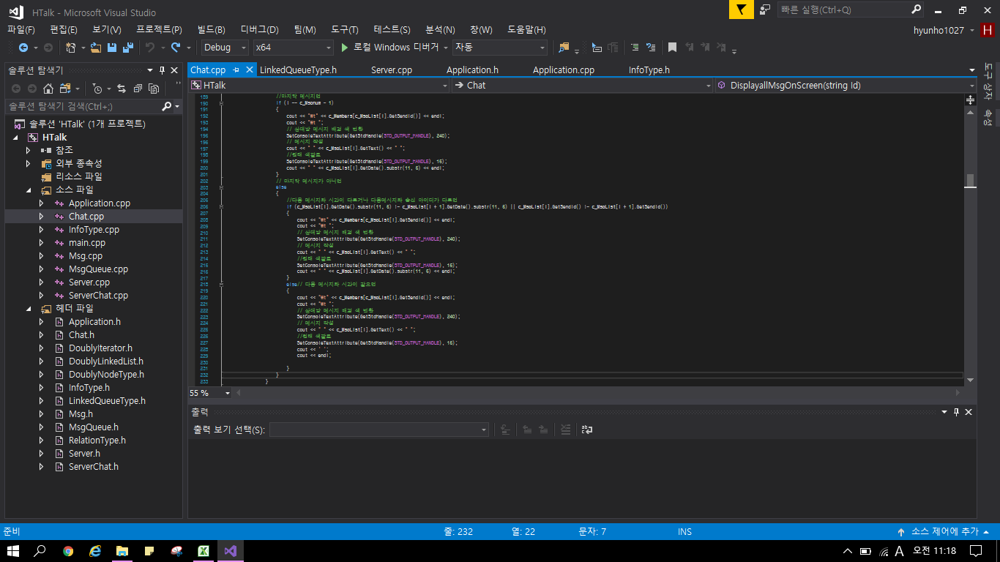 HTalk - Microsoft Visual Studio
빠른 실행(Ctrl+Q)
파일(F) 편집(E) 보기(V) 프로젝트(P) 빌드(B) 디버그(D) 팀(M) 도구(T) 테스트(S) 분석(N) 창(W) 도움말(H)
hyunho1027 H
Debug x64 로컬 Windows 디버거 자동
솔루션 탐색기
솔루션 탐색기 검색(Ctrl+;)
솔루션 'HTalk' (1개 프로젝트)
HTalk
참조
외부 종속성
리소스 파일
소스 파일
Application.cpp
Chat.cpp
InfoType.cpp
main.cpp
Msg.cpp
MsgQueue.cpp
Server.cpp
ServerChat.cpp
헤더 파일
Application.h
Chat.h
DoublyIterator.h
DoublyLinkedList.h
DoublyNodeType.h
InfoType.h
LinkedQueueType.h
Msg.h
MsgQueue.h
RelationType.h
Server.h
ServerChat.h
Chat.cpp LinkedQueueType.h Server.cpp Application.h Application.cpp InfoType.h
HTalk Chat DisplayallMsgOnScreen(string Id)
189 //마지막 메시지면
190 if (i == c_MsgNum - 1)
191 {
192 cout << "₩t" << c_Members[c_MsgList[i].GetSendId()] << endl;
193 cout << "₩t ";
194 // 상대방 메시지 배경 색 변환
195 SetConsoleTextAttribute(GetStdHandle(STD_OUTPUT_HANDLE), 240);
196 // 메시지 작성
197 cout << " " << c_MsgList[i].GetText() << " ";
198 //원래 색깔로
199 SetConsoleTextAttribute(GetStdHandle(STD_OUTPUT_HANDLE), 15);
200 cout << " " << c_MsgList[i].GetDate().substr(11, 5) << endl;
201 }
202 // 마지막 메시지가 아니면
203 else
204 {
205 //다음 메시지와 시간이 다르거나 다음메시지와 송신 아이디가 다르면
206 if (c_MsgList[i].GetDate().substr(11, 5) != c_MsgList[i + 1].GetDate().substr(11, 5) || c_MsgList[i].GetSendId() != c_MsgList[i + 1].GetSendId())
207 {
208 cout << "₩t" << c_Members[c_MsgList[i].GetSendId()] << endl;
209 cout << "₩t ";
210 // 상대방 메시지 배경 색 변환
211 SetConsoleTextAttribute(GetStdHandle(STD_OUTPUT_HANDLE), 240);
212 // 메시지 작성
213 cout << " " << c_MsgList[i].GetText() << " ";
214 //원래 색깔로
215 SetConsoleTextAttribute(GetStdHandle(STD_OUTPUT_HANDLE), 15);
216 cout << " " << c_MsgList[i].GetDate().substr(11, 5) << endl;
217 }
218 else// 다음 메시지와 시간이 같으면
219 {
220 cout << "₩t" << c_Members[c_MsgList[i].GetSendId()] << endl;
221 cout << "₩t ";
222 // 상대방 메시지 배경 색 변환
223 SetConsoleTextAttribute(GetStdHandle(STD_OUTPUT_HANDLE), 240);
224 // 메시지 작성
225 cout << " " << c_MsgList[i].GetText() << " ";
226 //원래 색깔로
227 SetConsoleTextAttribute(GetStdHandle(STD_OUTPUT_HANDLE), 15);
228 cout << ' ';
229 cout << endl;
230
231 }
232 }
233 }
55 %
도구 상자
속성
출력
출력 보기 선택(S):
준비 줄: 232 열: 22 문자: 7 INS 소스 제어에 추가
A 오전 11:18